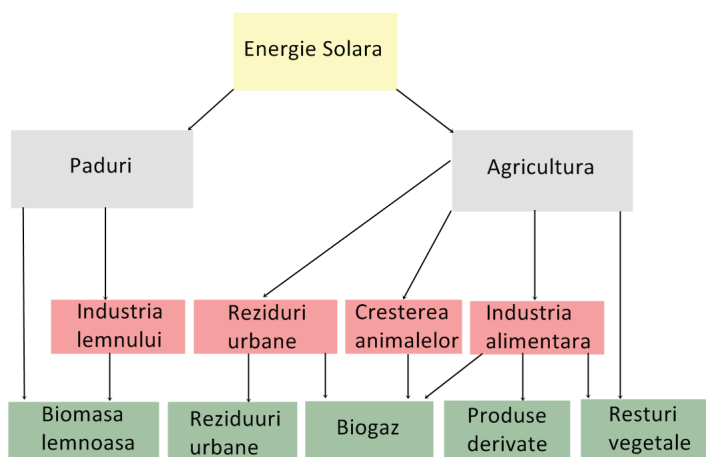 Energie Solara
Paduri
Agricultura
Industria
lemnului
Reziduri
urbane
Cresterea
animalelor
Industria
alimentara
Biomasa
lemnoasa
Reziduuri
urbane
Biogaz
Produse
derivate
Resturi
vegetale